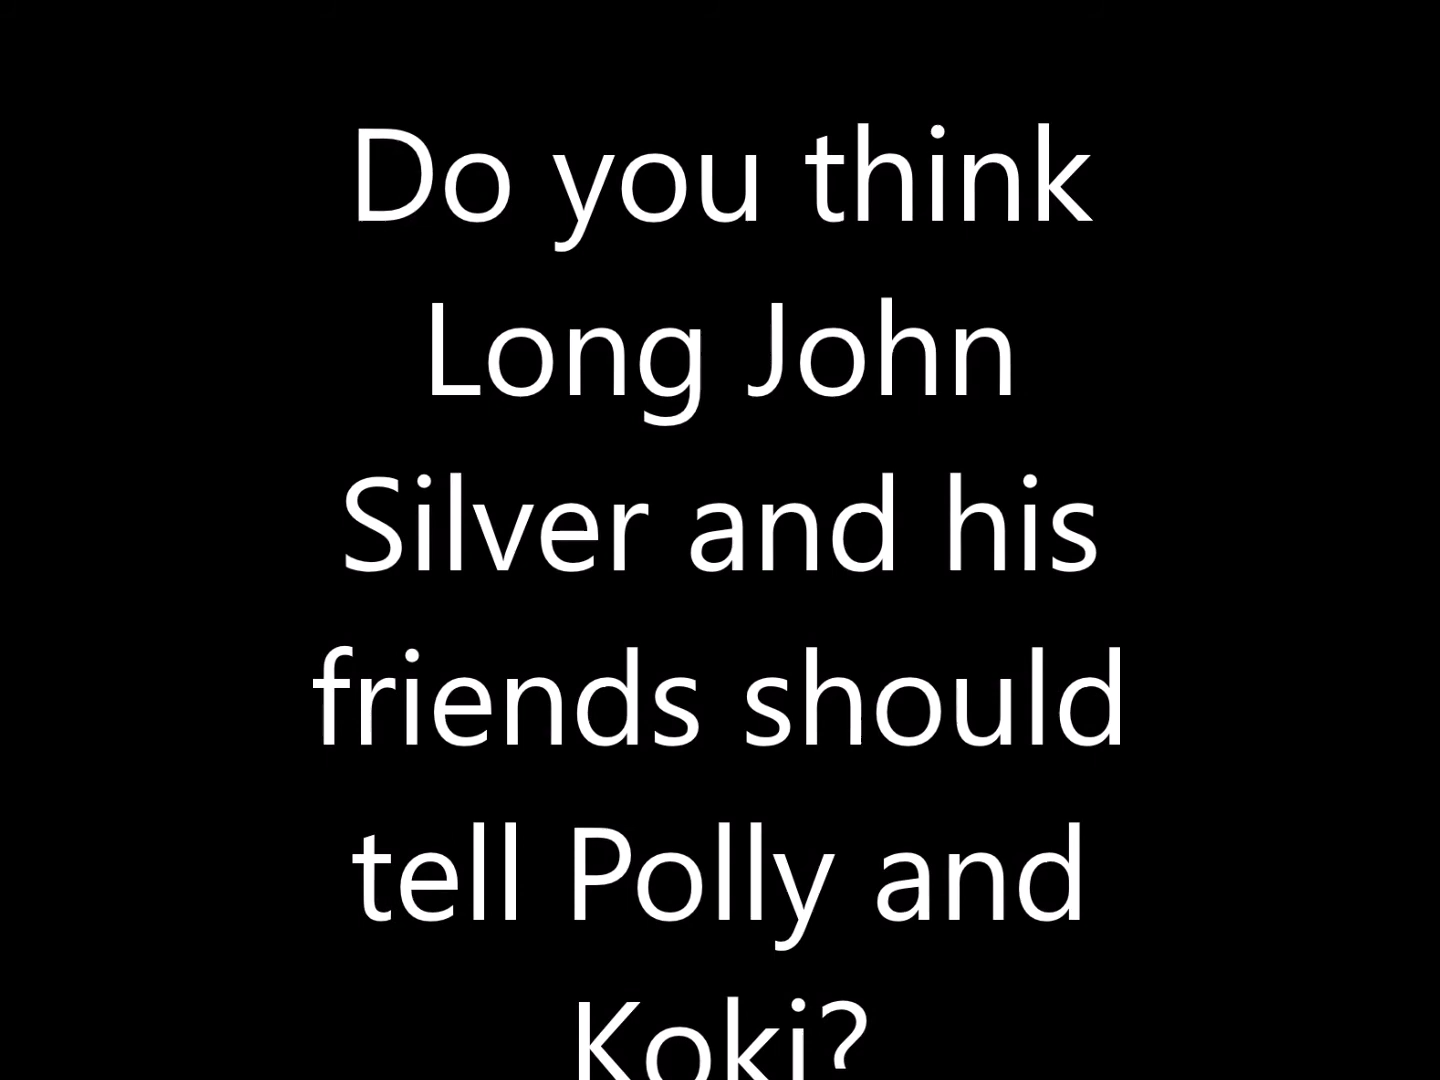 Do you think
Long John
Silver and his
friends should
tell Polly and
Koki?